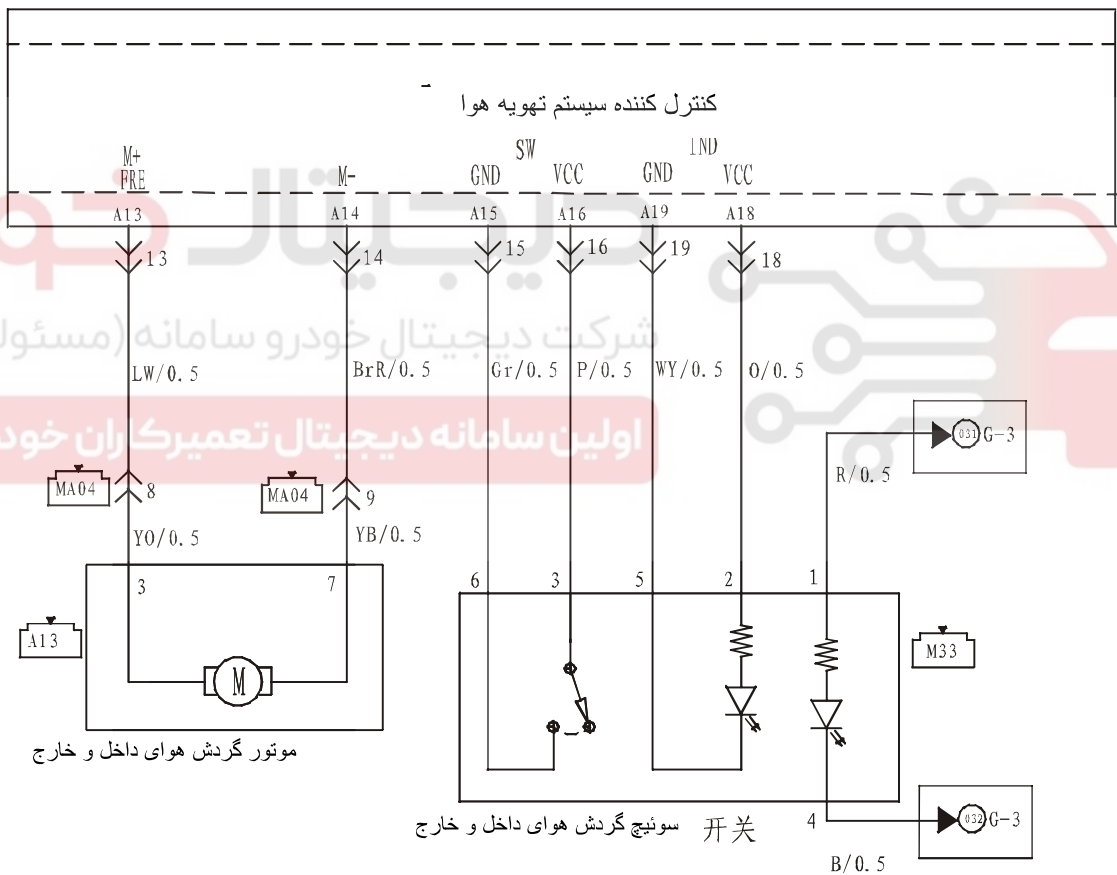 کنترل کننده سیستم تهویه هوا
SW
IND
M+
FRE
M-
GND
VCC
GND
VCC
A13
A14
A15
A16
A19
A18
13
14
15
16
19
18
دیجیتال خو
شرکت دیجیتال خودرو سامانه (مسئول
LW/0.5
BrR/0.5
Gr/0.5
P/0.5
WY/0.5
O/0.5
اولین سامانه دیجیتال تعمیرکاران خود
031
G-3
R/0.5
MA04
8
MA04
9
YO/0.5
YB/0.5
3
7
6
3
5
2
1
A13
M
M33
موتور گردش هوای داخل و خارج
سوئیچ گردش هوای داخل و خارج
开关
4
032
G-3
B/0.5